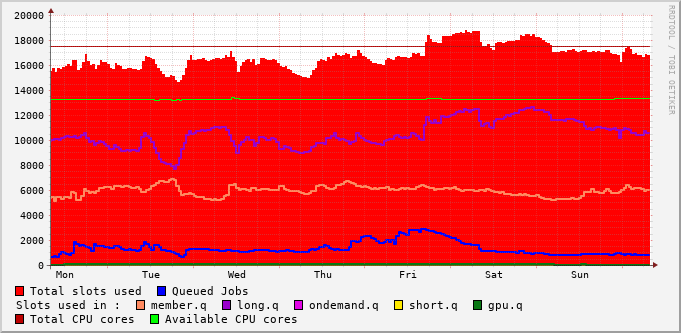 20000
18000
16000
14000
12000
10000
8000
6000
4000
2000
0
Mon Tue Wed Thu Fri Sat Sun
RRDTOOL / TOBI OETIKER
Total slots used Queued Jobs
Slots used in : member.q long.q ondemand.q short.q gpu.q
Total CPU cores Available CPU cores